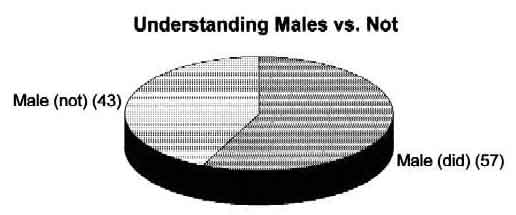 Understanding Males vs. Not
Male (not) (43)
Male (did) (57)